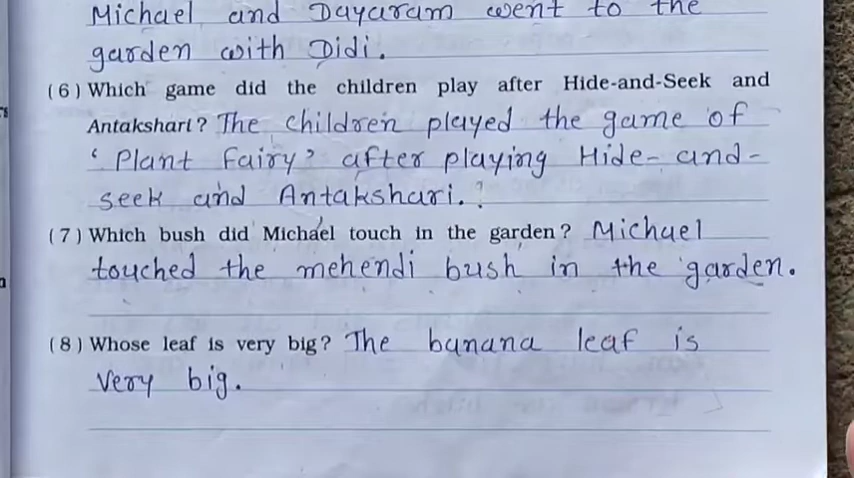 Michael and Dayaram went to the
garden with Didi.
(6) Which game did the children play after Hide-and-Seek and
Antakshari? The children played the game of
' Plant Fairy' after playing Hide-and-
seek and Antakshari.
(7) Which bush did Michael touch in the garden? Michael
touched the mehendi bush in the garden.
(8) Whose leaf is very big? The banana leaf is
very big.